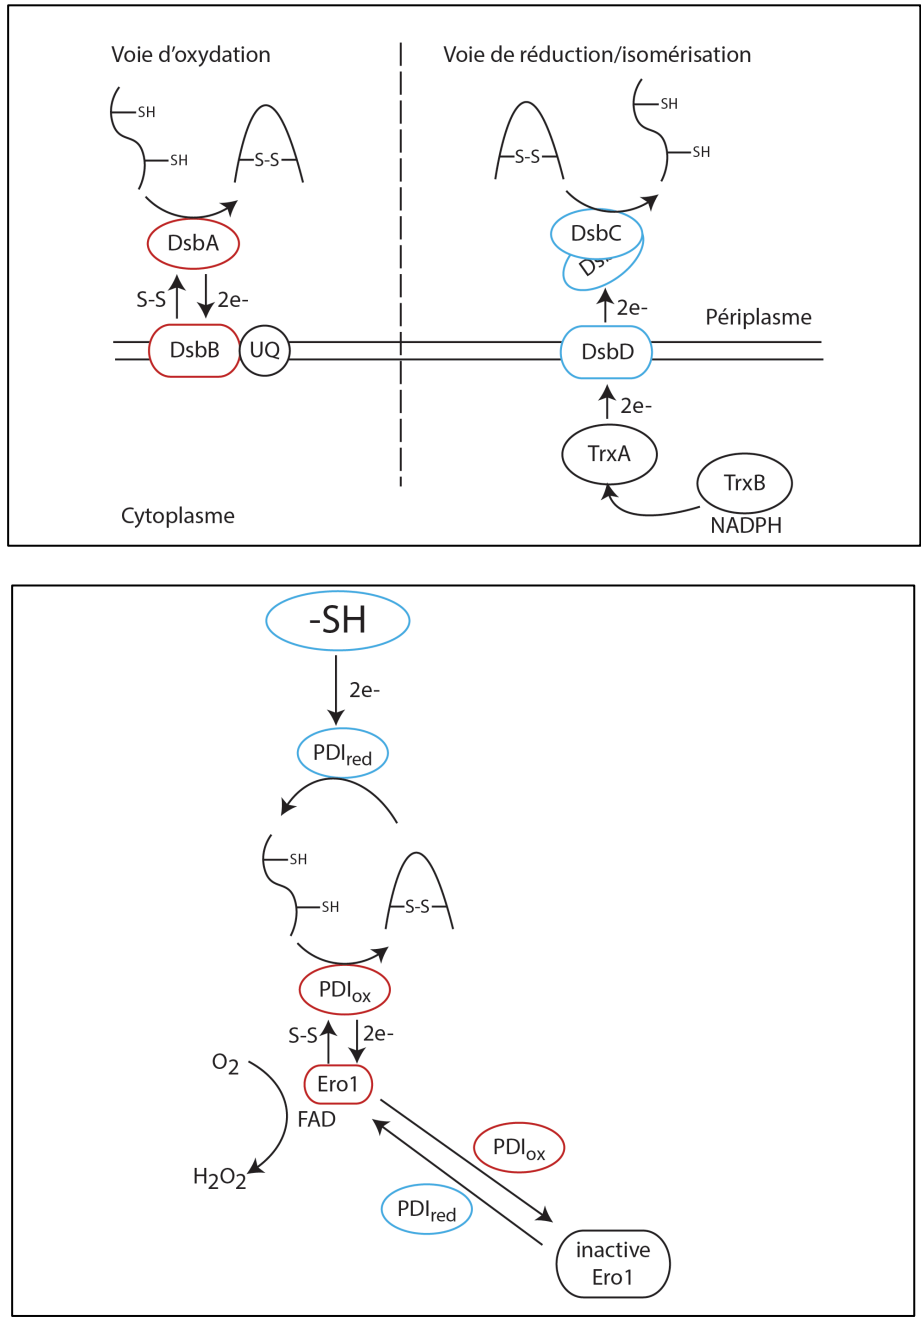 Voie d'oxydation
Voie de réduction/isomérisation
SH
SH
S-S
S-S
SH
SH
DsbA
DsbC
S-S
2e-
2e-
Périplasme
DsbB
UQ
DsbD
2e-
TrxA
TrxB
NADPH
Cytoplasme
-SH
2e-
PDIred
SH
SH
S-S
PDIox
S-S
2e-
O2
Ero1
FAD
H2O2
PDIox
PDIred
inactive
Ero1